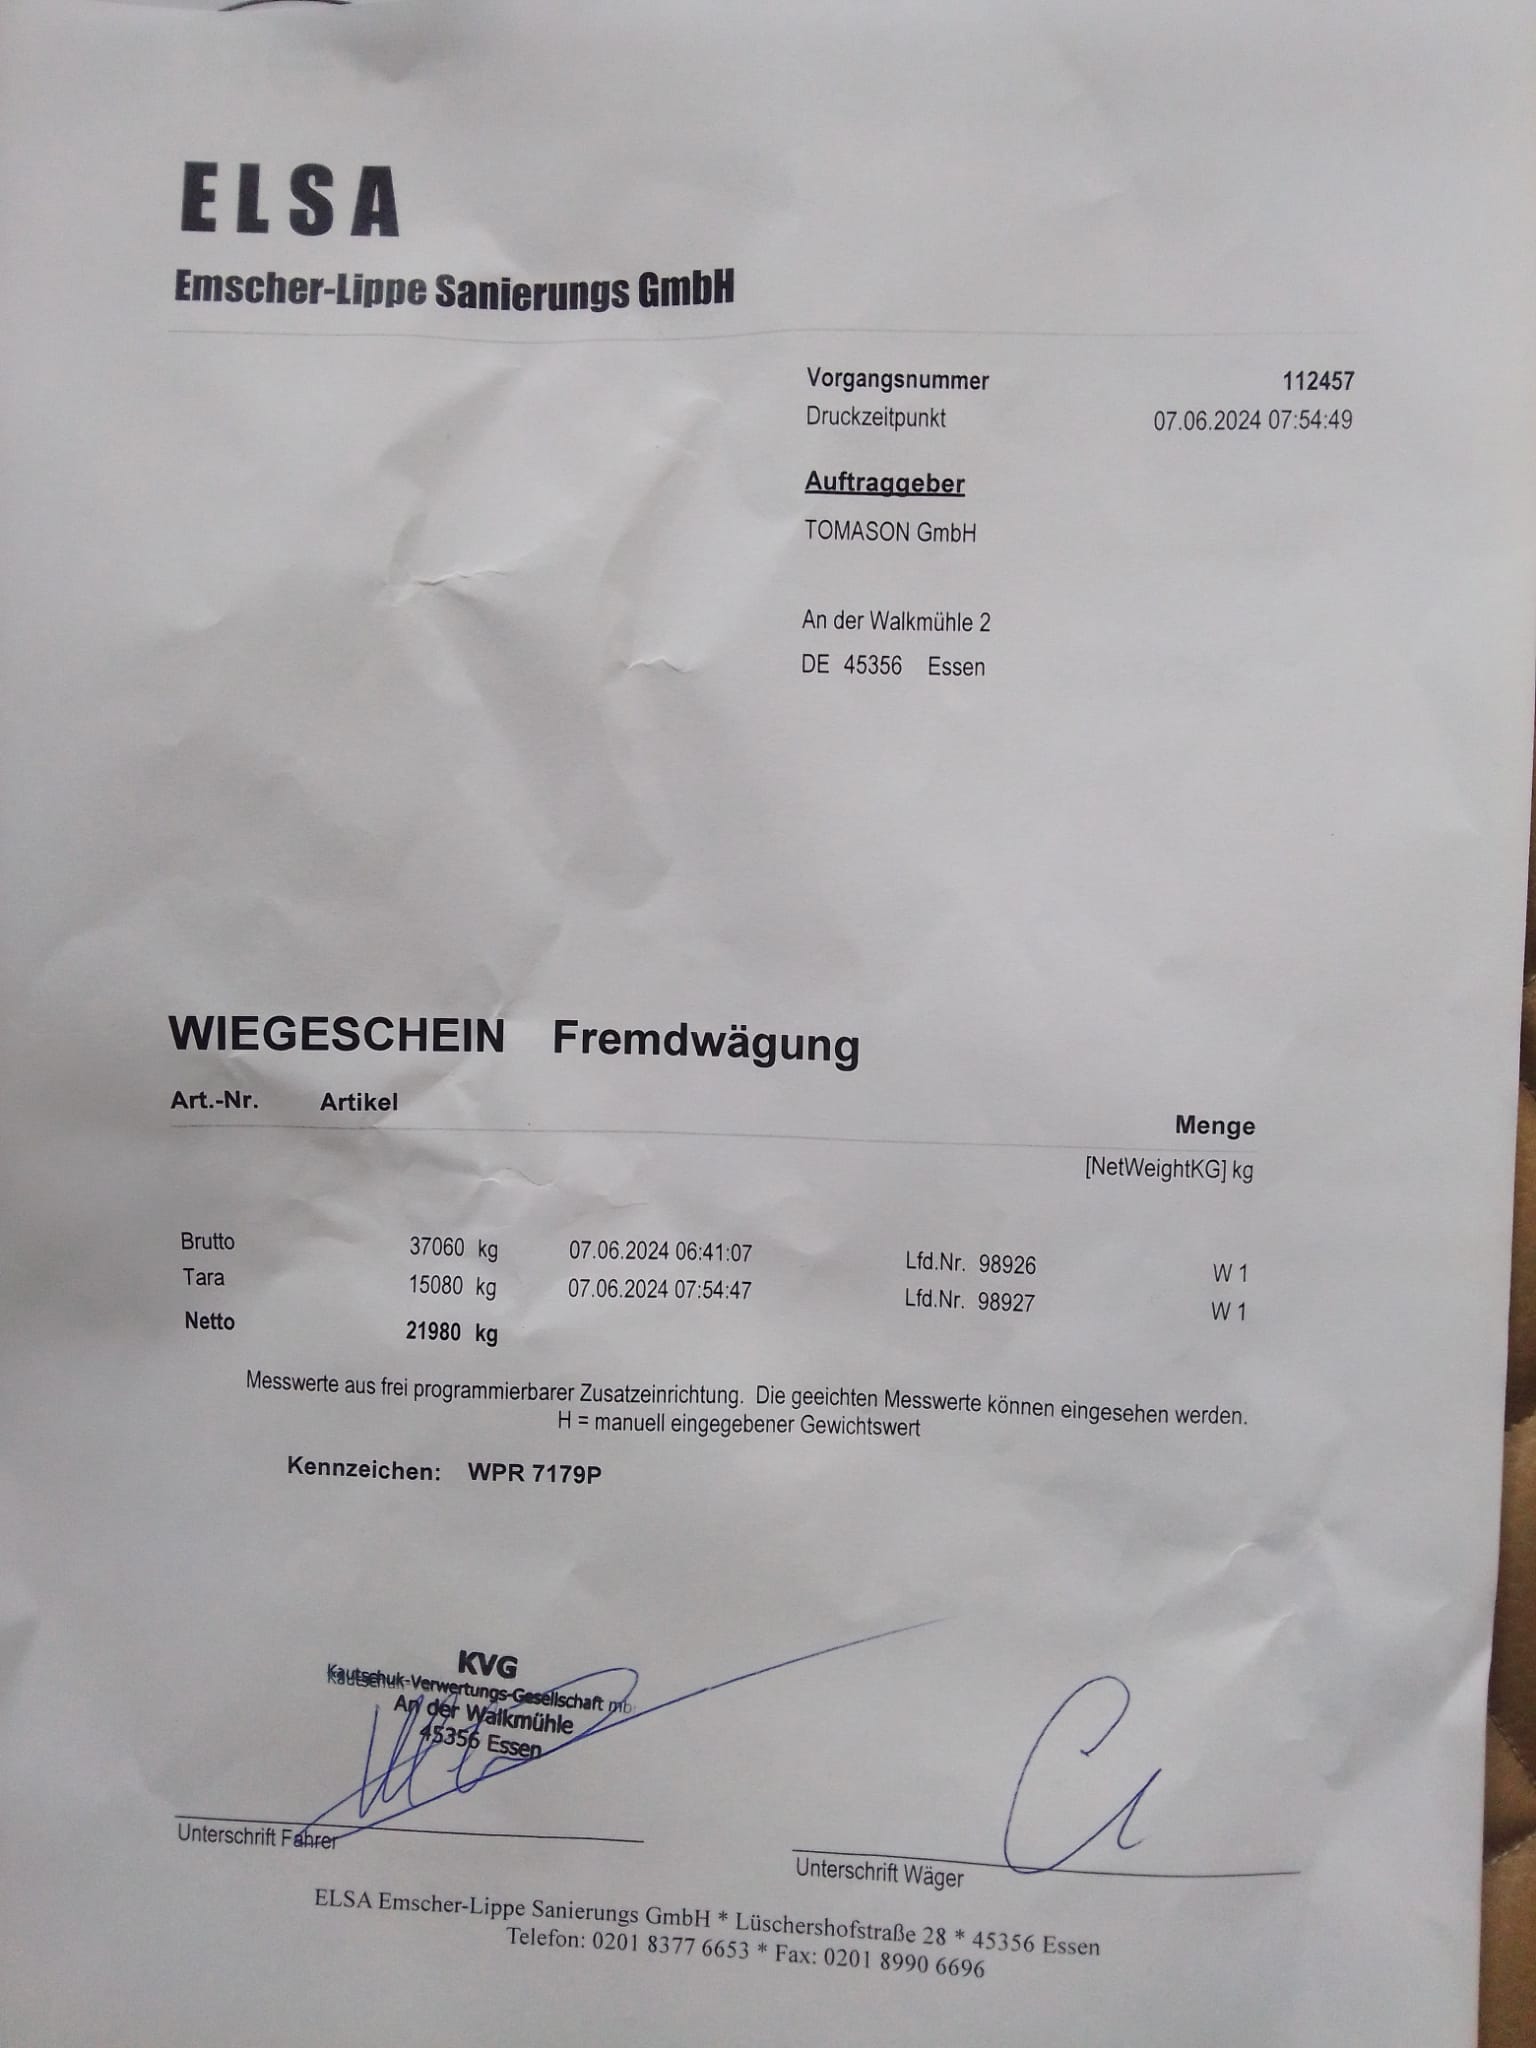 ELSA
Emscher-Lippe Sanierungs GmbH
Vorgangsnummer 112457
Druckzeitpunkt 07.06.2024 07:54:49
Auftraggeber
TOMASON GmbH
An der Walkmühle 2
DE 45356 Essen
WIEGESCHEIN Fremdwägung
Art.-Nr. Artikel Menge
[NetWeightKG] kg
Brutto 37060 kg 07.06.2024 06:41:07 Lfd.Nr. 98926 W 1
Tara 15080 kg 07.06.2024 07:54:47 Lfd.Nr. 98927 W 1
Netto 21980 kg
Messwerte aus frei programmierbarer Zusatzeinrichtung. Die geeichten Messwerte können eingesehen werden.
H = manuell eingegebener Gewichtswert
Kennzeichen: WPR 7179P
KVG
Kautschuk-Verwertungs-Gesellschaft
An der Walkmühle
45356 Essen
Unterschrift Fahrer
Unterschrift Wäger
ELSA Emscher-Lippe Sanierungs GmbH * Lüschershofstraße 28 * 45356 Essen
Telefon: 0201 8377 6653 * Fax: 0201 8990 6696